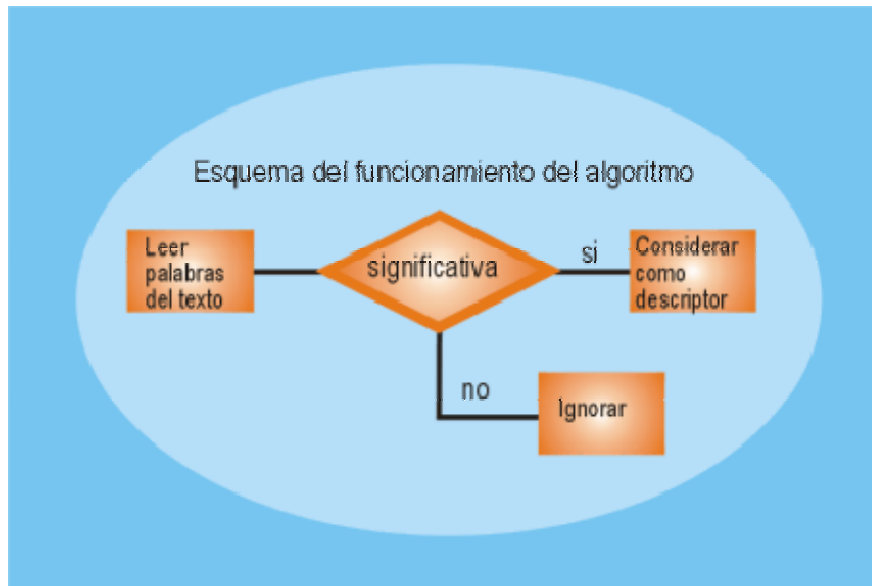 Esquema del funcionamiento del algoritmo
Leer
palabras
del texto
significativa
si
Considerar
como
descriptor
no
Ignorar